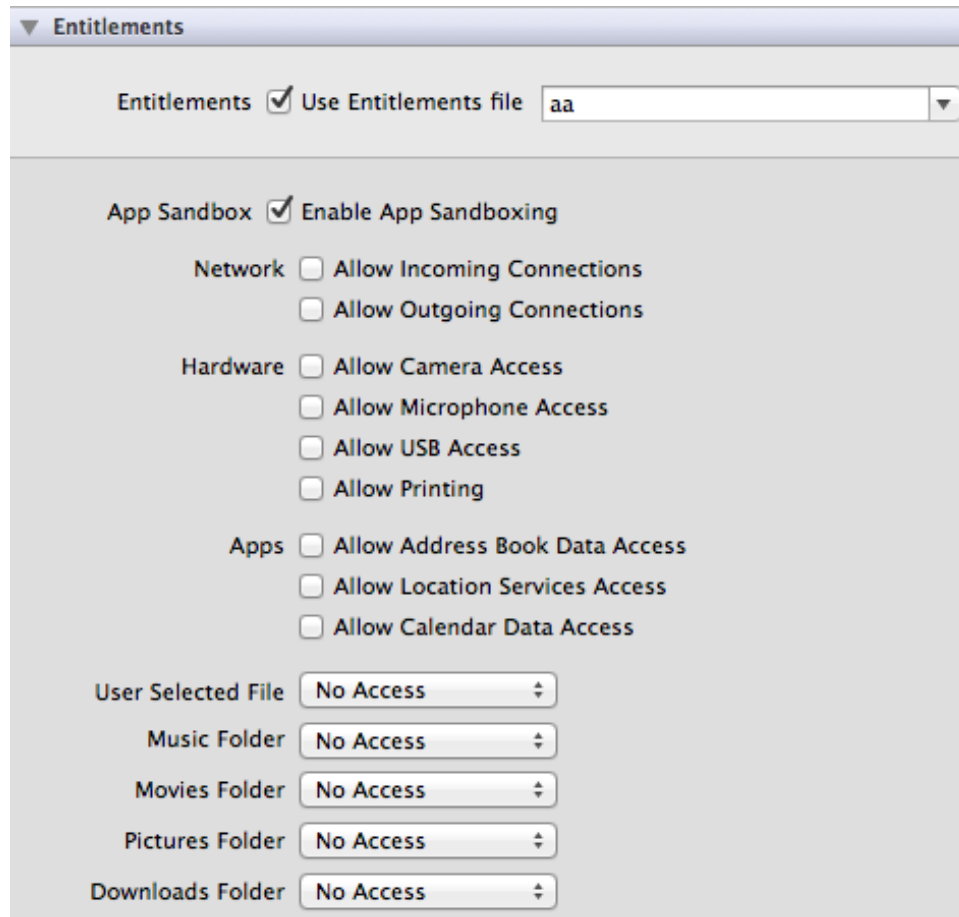 Entitlements
Entitlements Use Entitlements file aa
App Sandbox Enable App Sandboxing
Network Allow Incoming Connections
Allow Outgoing Connections
Hardware Allow Camera Access
Allow Microphone Access
Allow USB Access
Allow Printing
Apps Allow Address Book Data Access
Allow Location Services Access
Allow Calendar Data Access
User Selected File No Access
Music Folder No Access
Movies Folder No Access
Pictures Folder No Access
Downloads Folder No Access